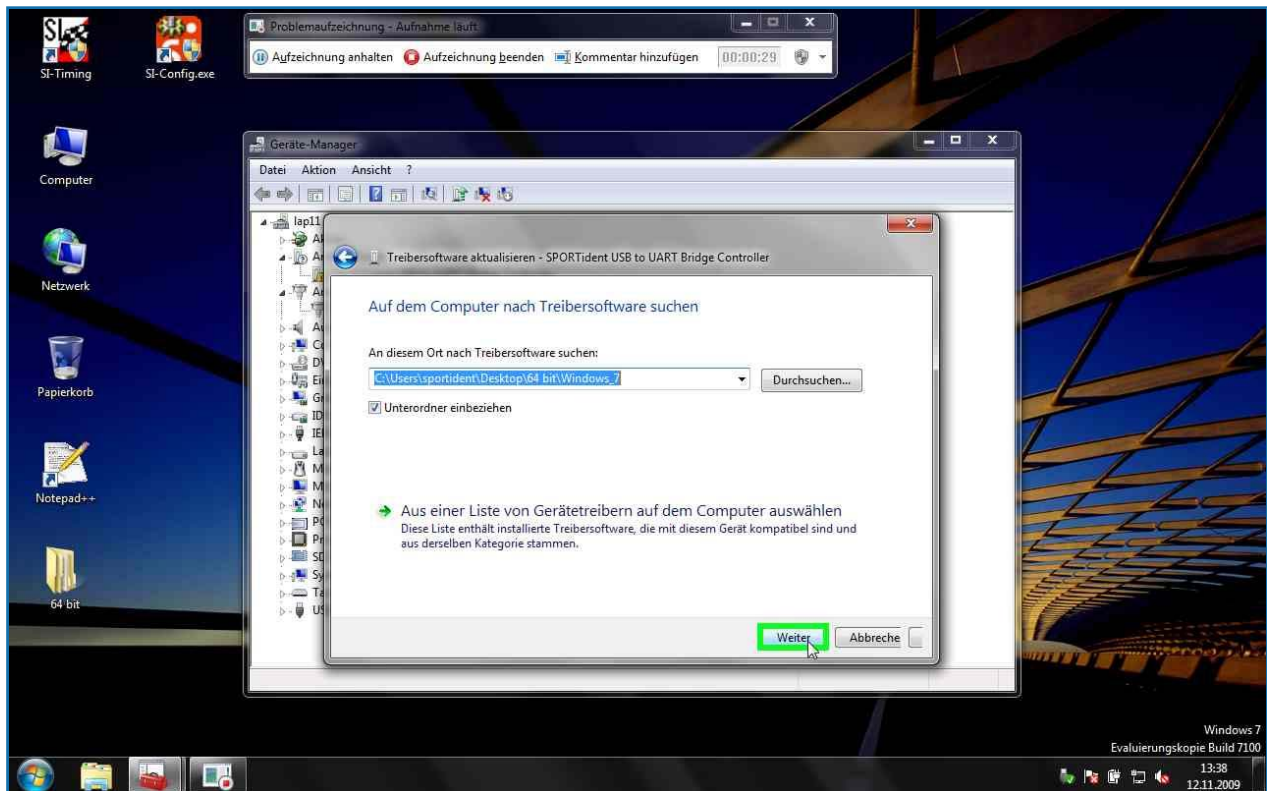 Problemaufzeichnung - Aufnahme läuft
Aufzeichnung anhalten Aufzeichnung beenden Kommentar hinzufügen 00:00:29
SI-Timing
SI-Config.exe
Computer
Netzwerk
Papierkorb
Notepad++
64 bit
Geräte-Manager
Datei Aktion Ansicht ?
lap11
Treibersoftware aktualisieren - SPORTident USB to UART Bridge Controller
Auf dem Computer nach Treibersoftware suchen
An diesem Ort nach Treibersoftware suchen:
C:\Users\sportident\Desktop\64 bit\Windows_7
Durchsuchen...
Unterordner einbeziehen
Aus einer Liste von Gerätetreibern auf dem Computer auswählen
Diese Liste enthält installierte Treibersoftware, die mit diesem Gerät kompatibel sind und
aus derselben Kategorie stammen.
Weiter Abbreche
Windows 7
Evaluierungskopie Build 7100
13:38
12.11.2009